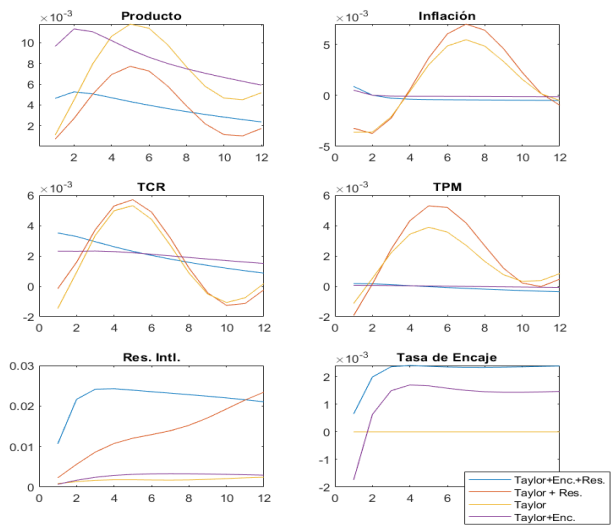 Producto
×10⁻³
10
8
6
4
2
0 2 4 6 8 10 12
Inflación
×10⁻³
5
0
-5
0 2 4 6 8 10 12
TCR
×10⁻³
6
4
2
0
-2
0 2 4 6 8 10 12
TPM
×10⁻³
6
4
2
0
-2
0 2 4 6 8 10 12
Res. Intl.
0.03
0.02
0.01
0
0 2 4 6 8 10 12
Tasa de Encaje
×10⁻³
2
1
0
-1
-2
0 2 4 6 8
Taylor+Enc.+Res.
Taylor + Res.
Taylor
Taylor+Enc.